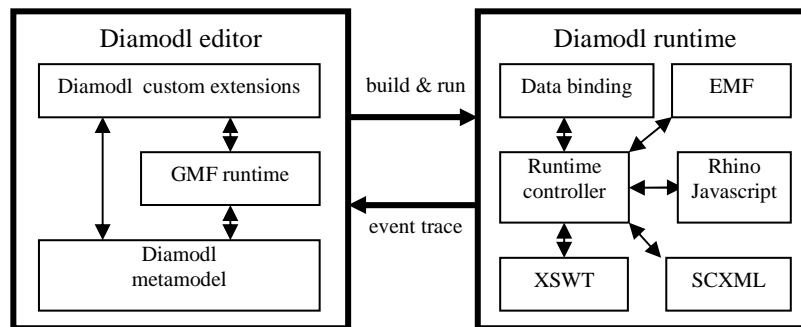 Diamodl editor
Diamodl custom extensions
GMF runtime
Diamodl
metamodel
build & run
event trace
Diamodl runtime
Data binding
EMF
Runtime
controller
Rhino
Javascript
XSWT
SCXML